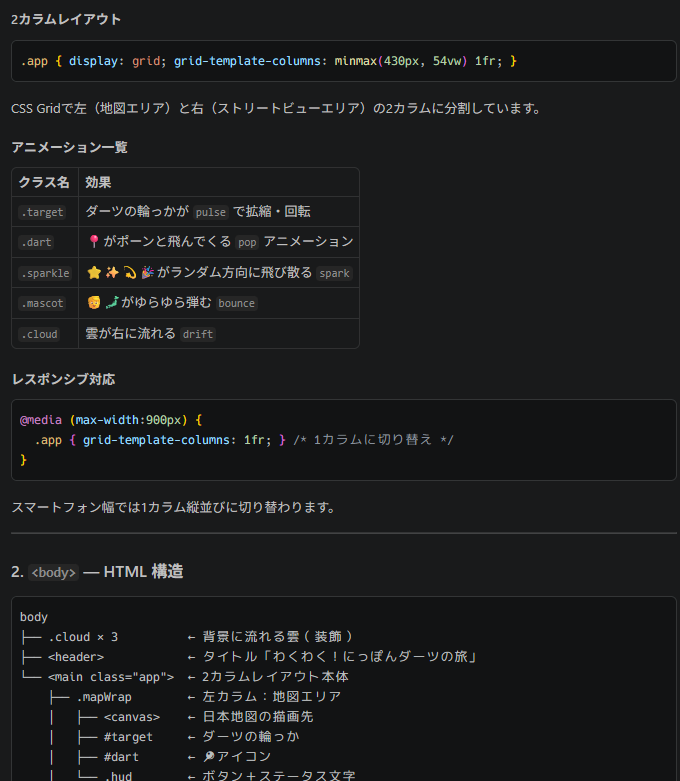 2カラムレイアウト
.app { display: grid; grid-template-columns: minmax(430px, 54vw) 1fr; }
CSS Gridで左（地図エリア）と右（ストリートビューエリア）の2カラムに分割しています。
アニメーション一覧
クラス名 効果
.target ダーツの輪っかが pulse で拡縮・回転
.dart 📍がポーンと飛んでくる pop アニメーション
.sparkle ⭐✨💫🎉がランダム方向に飛び散る spark
.mascot ✊🗾がゆらゆら弾む bounce
.cloud 雲が右に流れる drift
レスポンシブ対応
@media (max-width:900px) {
  .app { grid-template-columns: 1fr; } /* 1カラムに切り替え */
}
スマートフォン幅では1カラム縦並びに切り替わります。
2. <body> — HTML 構造
body
├── .cloud × 3 ← 背景に流れる雲（装飾）
├── <header> ← タイトル「わくわく！にっぽんダーツの旅」
└── <main class="app"> ← 2カラムレイアウト本体
    ├── .mapWrap ← 左カラム：地図エリア
    │   ├── <canvas> ← 日本地図の描画先
    │   ├── #target ← ダーツの輪っか
    │   ├── #dart ← 📍アイコン
    │   └── .hud ← ボタン＋ステータス文字